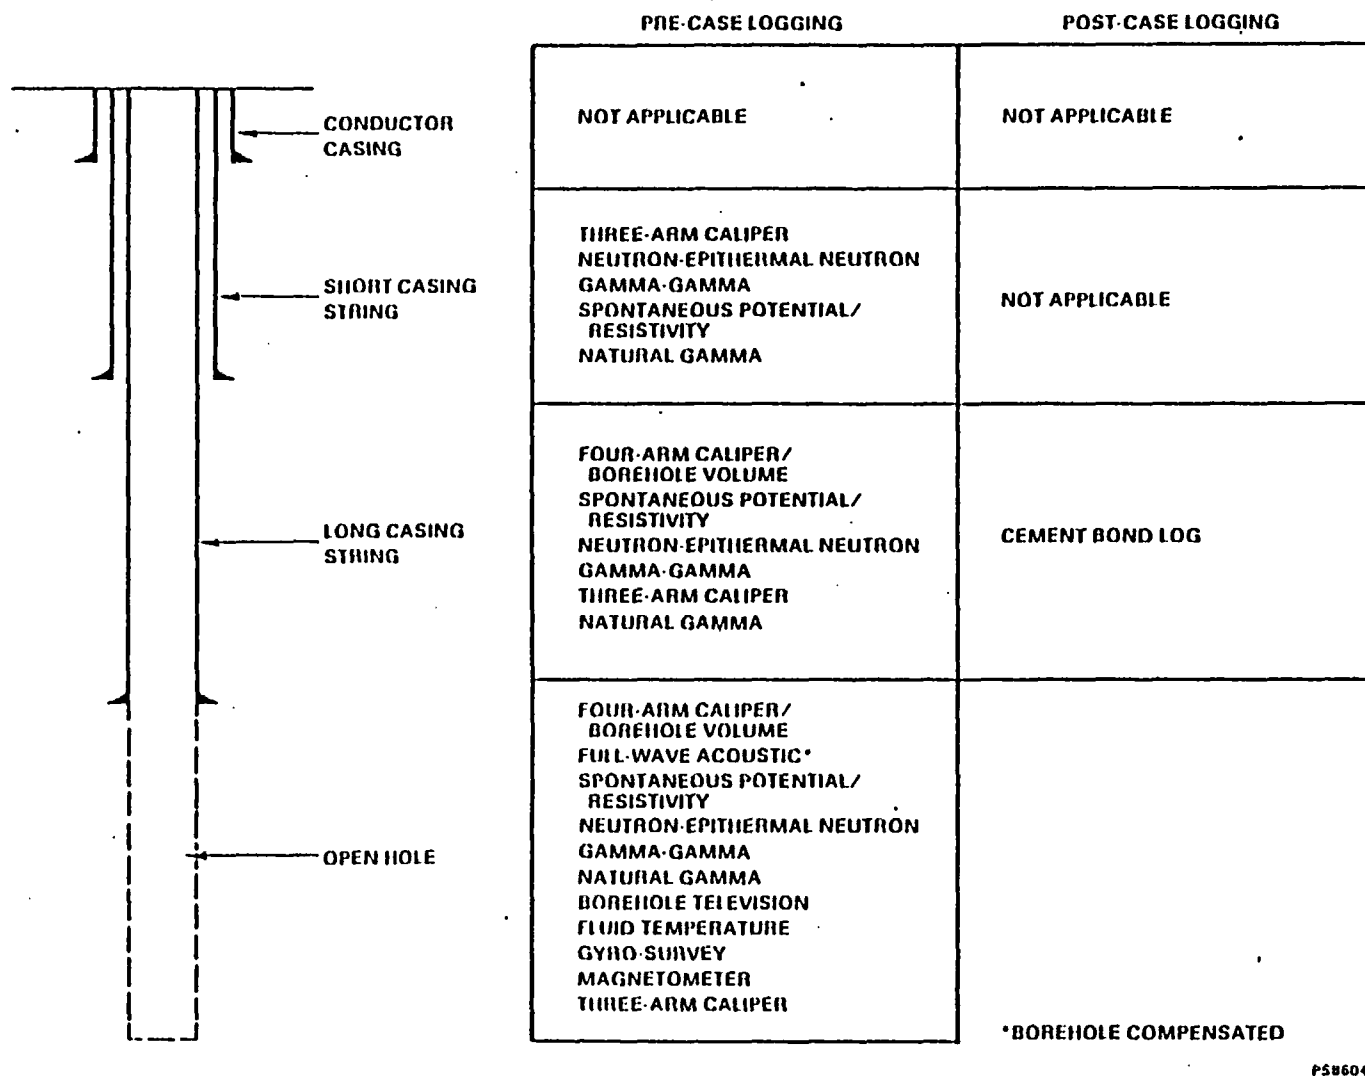 PRE-CASE LOGGING
POST-CASE LOGGING
CONDUCTOR
CASING
NOT APPLICABLE
NOT APPLICABLE
SHORT CASING
STRING
THREE-ARM CALIPER
NEUTRON-EPITHERMAL NEUTRON
GAMMA-GAMMA
SPONTANEOUS POTENTIAL/
RESISTIVITY
NATURAL GAMMA
NOT APPLICABLE
LONG CASING
STRING
FOUR-ARM CALIPER/
BOREHOLE VOLUME
SPONTANEOUS POTENTIAL/
RESISTIVITY
NEUTRON-EPITHERMAL NEUTRON
GAMMA-GAMMA
THREE-ARM CALIPER
NATURAL GAMMA
CEMENT BOND LOG
OPEN HOLE
FOUR-ARM CALIPER/
BOREHOLE VOLUME
FULL-WAVE ACOUSTIC*
SPONTANEOUS POTENTIAL/
RESISTIVITY
NEUTRON-EPITHERMAL NEUTRON
GAMMA-GAMMA
NATURAL GAMMA
BOREHOLE TELEVISION
FLUID TEMPERATURE
GYRO-SURVEY
MAGNETOMETER
THREE-ARM CALIPER
*BOREHOLE COMPENSATED